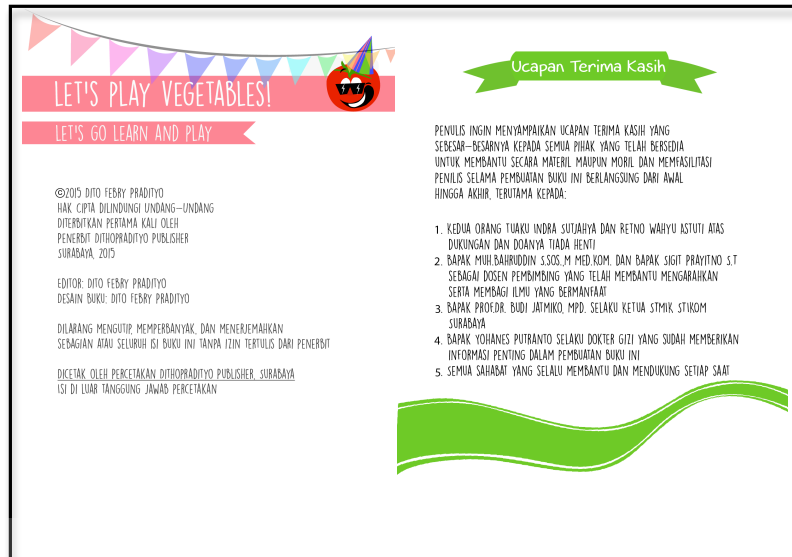 LET'S PLAY VEGETABLES!
LET'S GO LEARN AND PLAY
©2015 DITO FEBRY PRADITYO
HAK CIPTA DILINDUNGI UNDANG-UNDANG
DITERBITKAN PERTAMA KALI OLEH
PENERBIT DITHOPRADITYO PUBLISHER
SURABAYA, 2015
EDITOR: DITO FEBRY PRADITYO
DESAIN BUKU: DITO FEBRY PRADITYO
DILARANG MENGUTIP, MEMPERBANYAK, DAN MENERJEMAHKAN
SEBAGIAN ATAU SELURUH ISI BUKU INI TANPA IZIN TERTULIS DARI PENERBIT
DICETAK OLEH PERCETAKAN DITHOPRADITYO PUBLISHER, SURABAYA
ISI DI LUAR TANGGUNG JAWAB PERCETAKAN
Ucapan Terima Kasih
PENULIS INGIN MENYAMPAIKAN UCAPAN TERIMA KASIH YANG
SEBESAR-BESARNYA KEPADA SEMUA PIHAK YANG TELAH BERSEDIA
UNTUK MEMBANTU SECARA MATERIL MAUPUN MORIL DAN MEMFASILITASI
PENILIS SELAMA PEMBUATAN BUKU INI BERLANGSUNG DARI AWAL
HINGGA AKHIR, TERUTAMA KEPADA:
1. KEDUA ORANG TUAKU INDRA SUTJAHYA DAN RETNO WAHYU ASTUTI ATAS
DUKUNGAN DAN DOANYA TIADA HENTI
2. BAPAK MUH.BAHRUDDIN S.SOS.,M MED.KOM. DAN BAPAK SIGIT PRAYITNO S.T
SEBAGAI DOSEN PEMBIMBING YANG TELAH MEMBANTU MENGARAHKAN
SERTA MEMBAGI ILMU YANG BERMANFAAT
3. BAPAK PROF.DR. BUDI JATMIKO, MPD. SELAKU KETUA STMIK STIKOM
SURABAYA
4. BAPAK YOHANES PUTRANTO SELAKU DOKTER GIZI YANG SUDAH MEMBERIKAN
INFORMASI PENTING DALAM PEMBUATAN BUKU INI
5. SEMUA SAHABAT YANG SELALU MEMBANTU DAN MENDUKUNG SETIAP SAAT